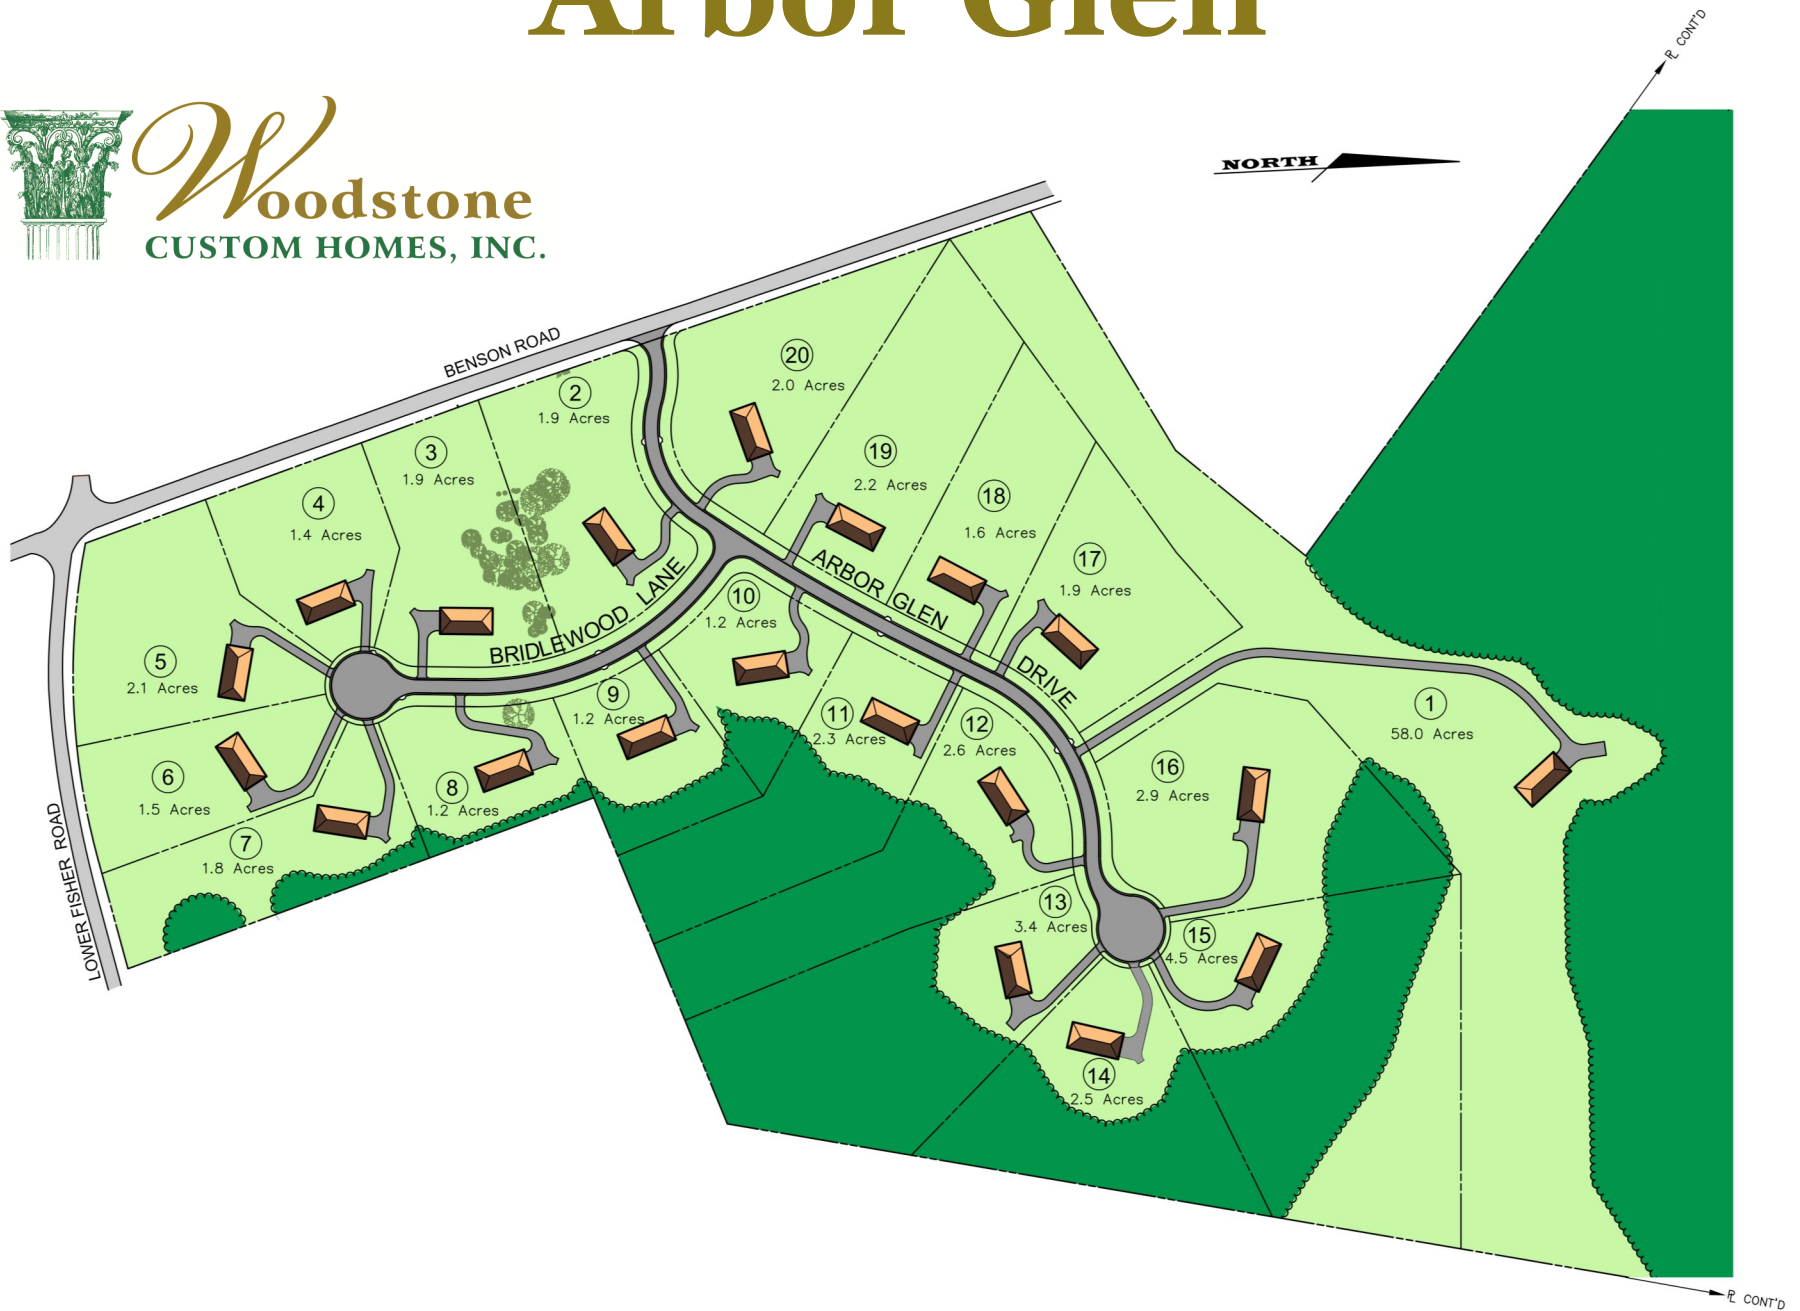 Arbor Glen
Woodstone
CUSTOM HOMES, INC.
NORTH
PL CONT'D
BENSON ROAD
LOWER FISHER ROAD
BRIDLEWOOD LANE
ARBOR GLEN DRIVE
20
2.0 Acres
2
1.9 Acres
3
1.9 Acres
19
2.2 Acres
4
1.4 Acres
18
1.6 Acres
17
1.9 Acres
10
1.2 Acres
5
2.1 Acres
9
1.2 Acres
11
2.3 Acres
12
2.6 Acres
1
58.0 Acres
6
1.5 Acres
8
1.2 Acres
16
2.9 Acres
7
1.8 Acres
13
3.4 Acres
15
4.5 Acres
14
2.5 Acres
PL CONT'D